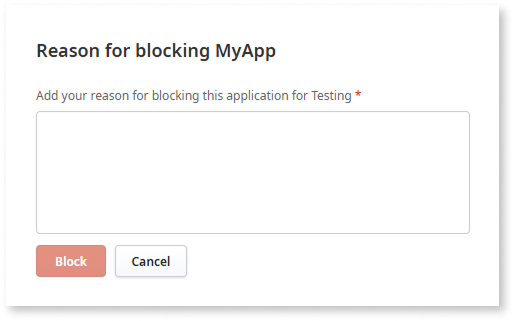 Reason for blocking MyApp
Add your reason for blocking this application for Testing *
Block
Cancel